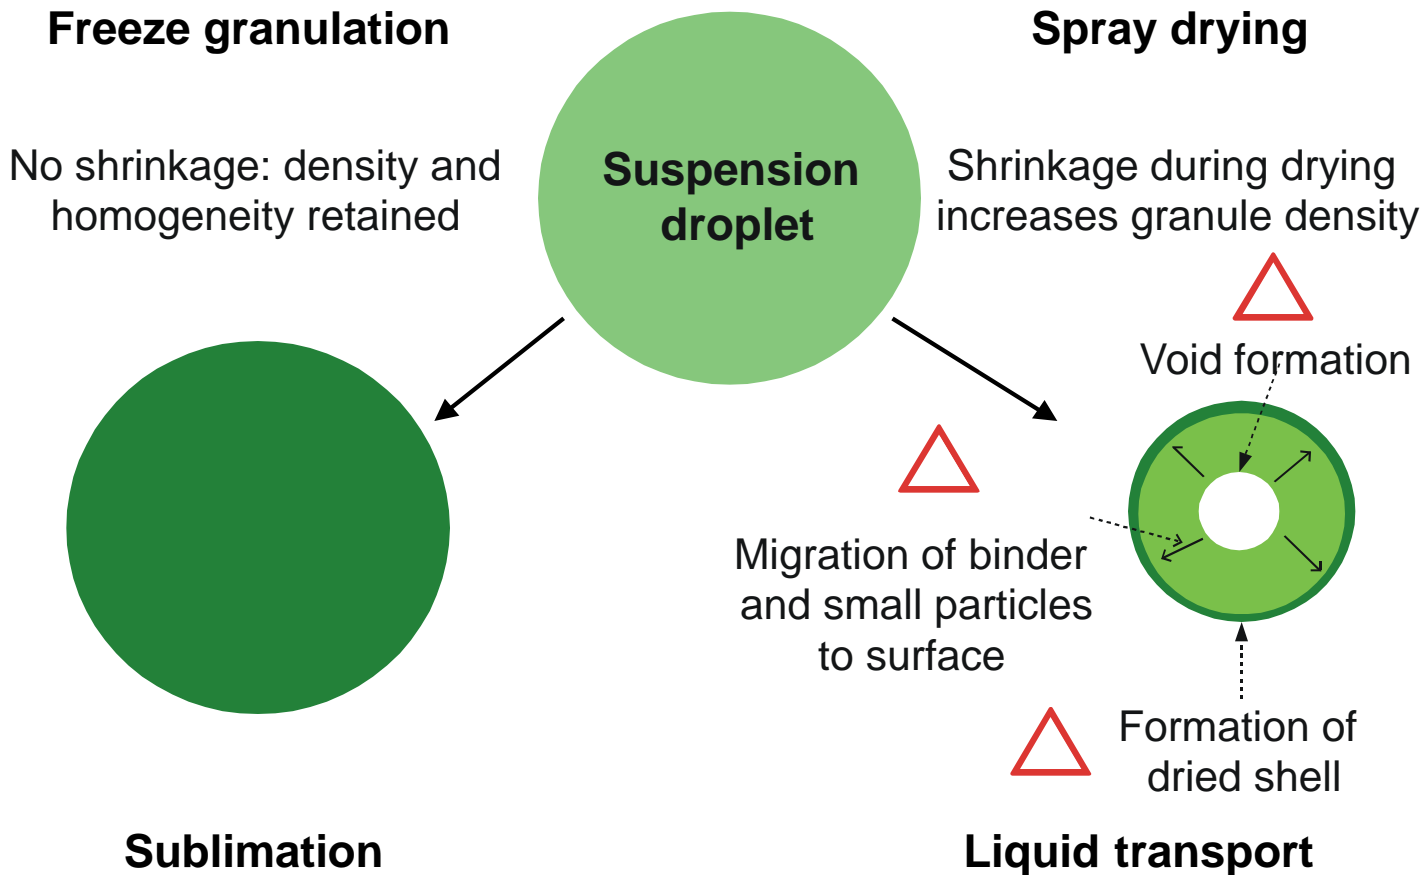 Freeze granulation
Spray drying
No shrinkage: density and
homogeneity retained
Suspension
droplet
Shrinkage during drying
increases granule density
Void formation
Migration of binder
and small particles
to surface
Formation of
dried shell
Sublimation
Liquid transport